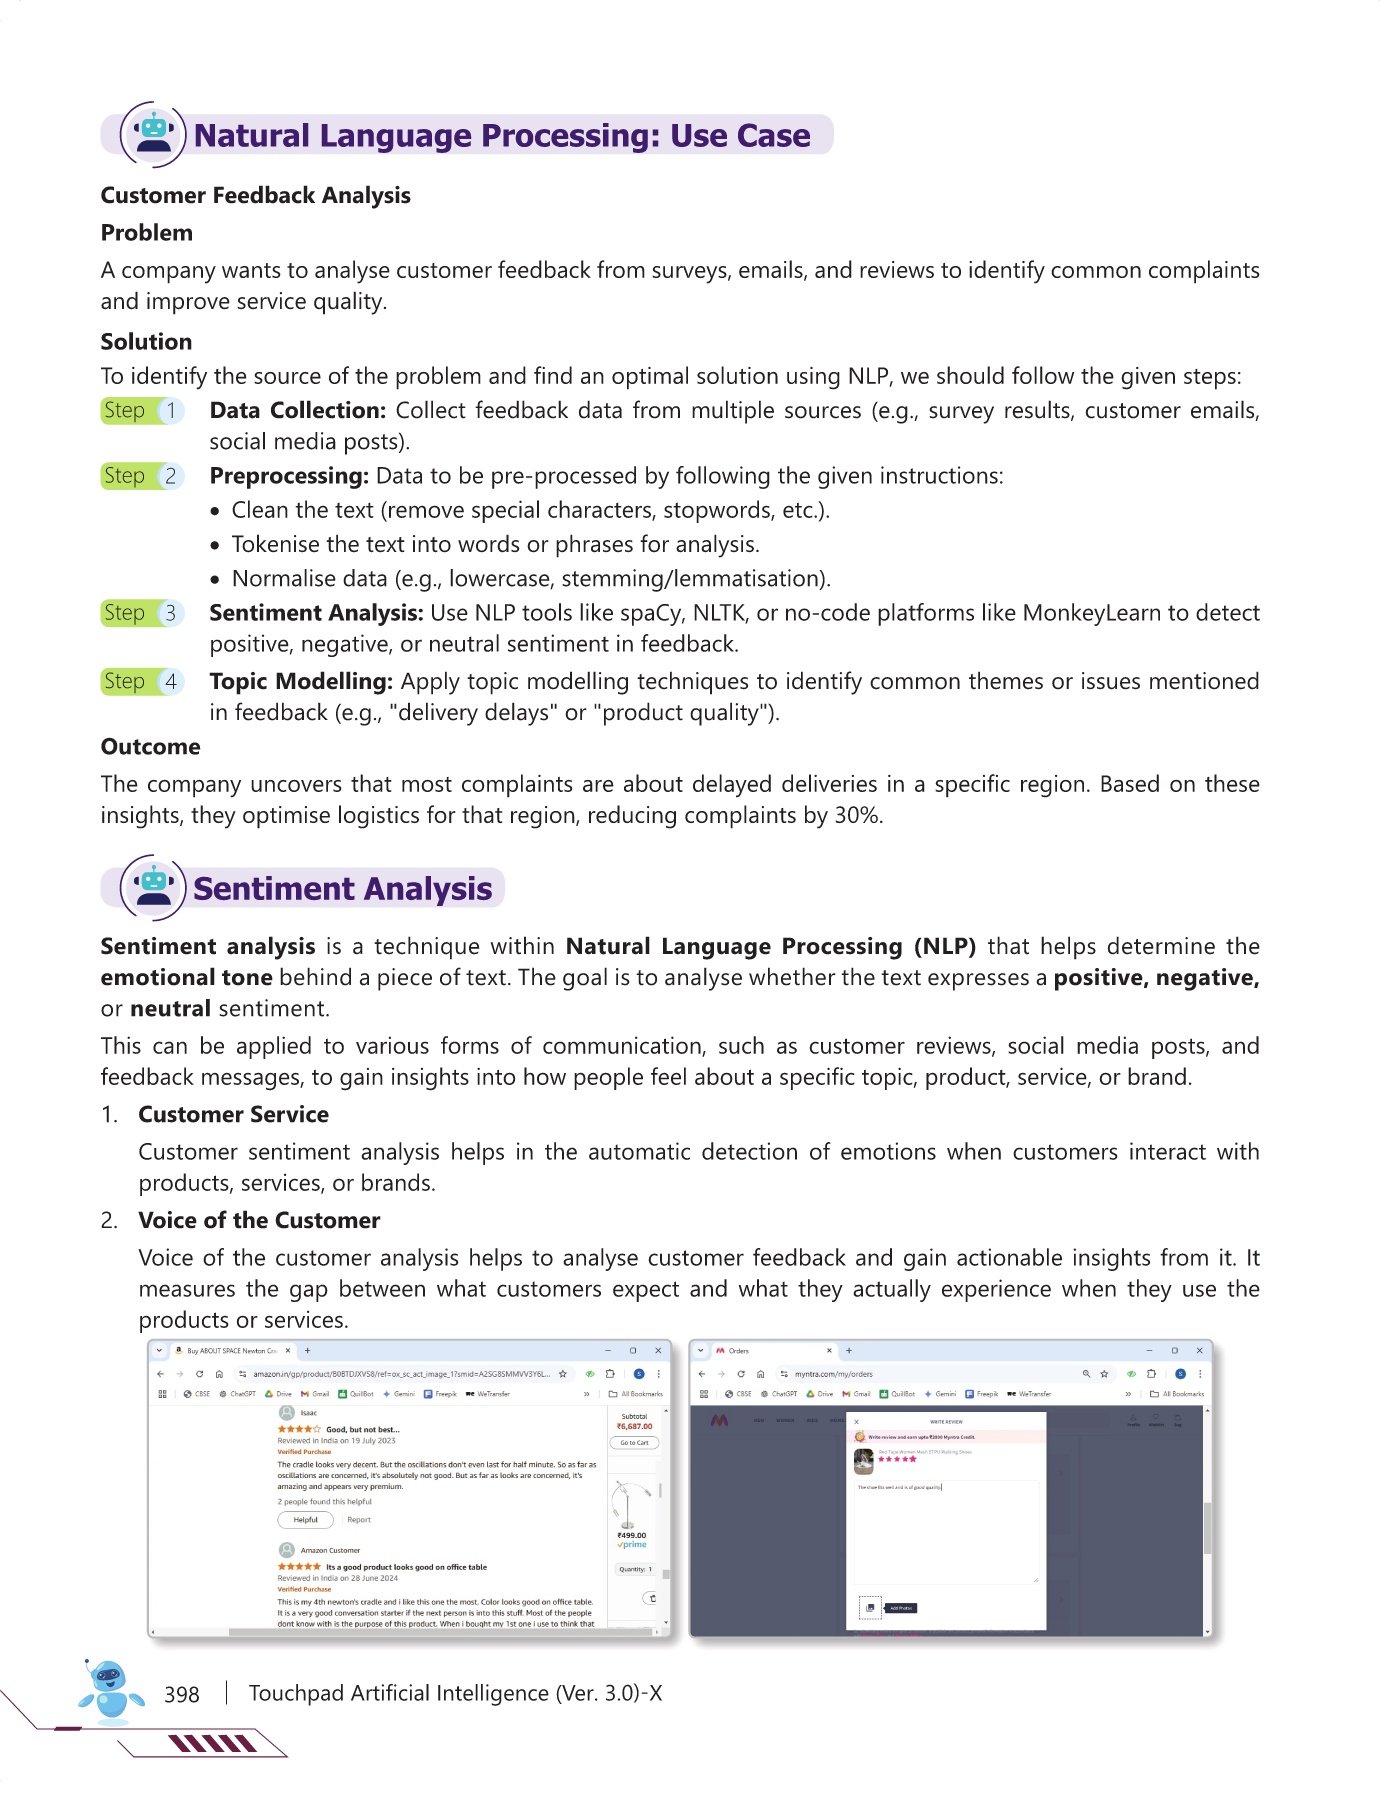 Natural Language Processing: Use Case
Customer Feedback Analysis
Problem
A company wants to analyse customer feedback from surveys, emails, and reviews to identify common complaints
and improve service quality.
Solution
To identify the source of the problem and find an optimal solution using NLP, we should follow the given steps:
Step 1 Data Collection: Collect feedback data from multiple sources (e.g., survey results, customer emails,
social media posts).
Step 2 Preprocessing: Data to be pre-processed by following the given instructions:
• Clean the text (remove special characters, stopwords, etc.).
• Tokenise the text into words or phrases for analysis.
• Normalise data (e.g., lowercase, stemming/lemmatisation).
Step 3 Sentiment Analysis: Use NLP tools like spaCy, NLTK, or no-code platforms like MonkeyLearn to detect
positive, negative, or neutral sentiment in feedback.
Step 4 Topic Modelling: Apply topic modelling techniques to identify common themes or issues mentioned
in feedback (e.g., "delivery delays" or "product quality").
Outcome
The company uncovers that most complaints are about delayed deliveries in a specific region. Based on these
insights, they optimise logistics for that region, reducing complaints by 30%.
Sentiment Analysis
Sentiment analysis is a technique within Natural Language Processing (NLP) that helps determine the
emotional tone behind a piece of text. The goal is to analyse whether the text expresses a positive, negative,
or neutral sentiment.
This can be applied to various forms of communication, such as customer reviews, social media posts, and
feedback messages, to gain insights into how people feel about a specific topic, product, service, or brand.
1. Customer Service
Customer sentiment analysis helps in the automatic detection of emotions when customers interact with
products, services, or brands.
2. Voice of the Customer
Voice of the customer analysis helps to analyse customer feedback and gain actionable insights from it. It
measures the gap between what customers expect and what they actually experience when they use the
products or services.
Buy ABOUT SPACE Newton Cra
amazon.in/gp/product/B0BTDJXVS8/ref=ox_sc_act_image_1?smid=A2SG85MMVV3Y6L...
CBSE ChatGPT Drive Gmail QuillBot Gemini Freepik WeTransfer » All Bookmarks
Isaac
Good, but not best...
Reviewed in India on 19 July 2023
Verified Purchase
The cradle looks very decent. But the oscillations don't even last for half minute. So as far as
oscillations are concerned, it's absolutely not good. But as far as looks are concerned, it's
amazing and appears very premium.
2 people found this helpful
Helpful Report
Amazon Customer
Its a good product looks good on office table
Reviewed in India on 28 June 2024
Verified Purchase
This is my 4th newton's cradle and i like this one the most. Color looks good on office table.
It is a very good conversation starter if the next person is into this stuff. Most of the people
dont know with is the purpose of this product. When i bought my 1st one i use to think that
Subtotal
₹6,687.00
Go to Cart
₹499.00
prime
Quantity: 1
Orders
myntra.com/my/orders
CBSE ChatGPT Drive Gmail QuillBot Gemini Freepik WeTransfer » All Bookmarks
WRITE REVIEW
Write review and earn upto ₹2000 Myntra Credit.
Red Tape Women Mesh ETPU Walking Shoes
The shoe fits well and is of good quality
Add Photos
398 | Touchpad Artificial Intelligence (Ver. 3.0)-X